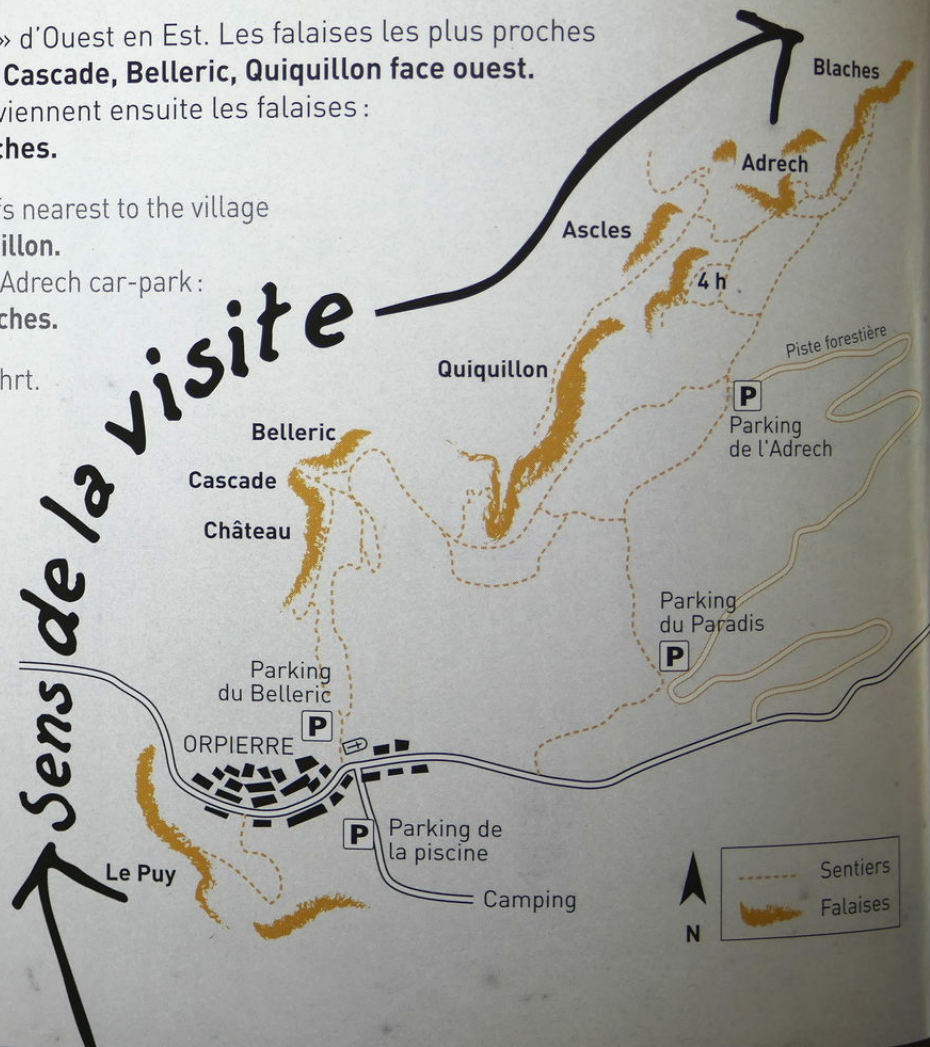 » d'Ouest en Est. Les falaises les plus proches
Cascade, Belleric, Quiquillon face ouest.
viennent ensuite les falaises :
ches.
fs nearest to the village
illon.
Adrech car-park :
ches.
hrt.
Sens de la visite
Blaches
Adrech
Ascles
4 h
Quiquillon
Piste forestière
P
Parking
de l'Adrech
Belleric
Cascade
Château
Parking
du Paradis
P
Parking
du Belleric
P
ORPIERRE
P
Parking de
la piscine
Le Puy
Camping
N
Sentiers
Falaises